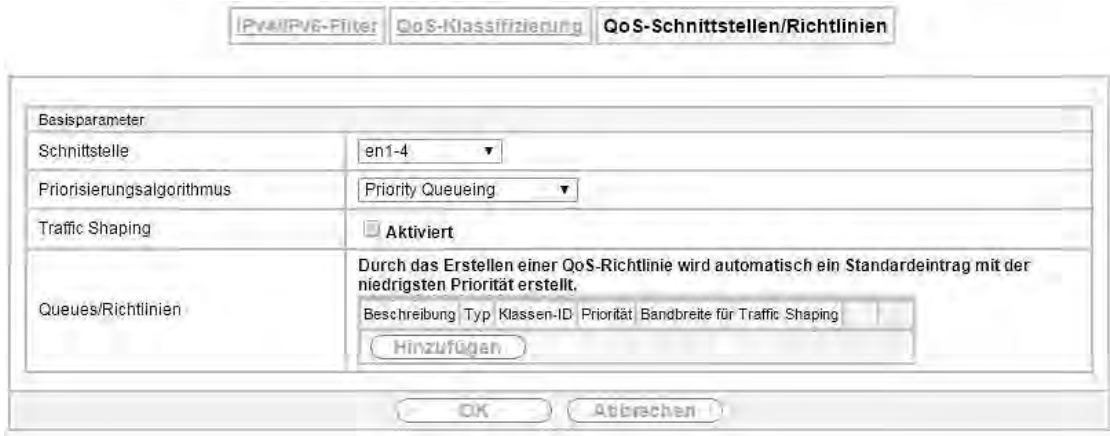 IPv4/IPv6-Filter QoS-Klassifizierung QoS-Schnittstellen/Richtlinien
Basisparameter
Schnittstelle en1-4
Priorisierungsalgorithmus Priority Queueing
Traffic Shaping Aktiviert
Queues/Richtlinien
Durch das Erstellen einer QoS-Richtlinie wird automatisch ein Standardeintrag mit der
niedrigsten Priorität erstellt.
Beschreibung Typ Klassen-ID Priorität Bandbreite für Traffic Shaping
Hinzufügen
OK Abbrechen